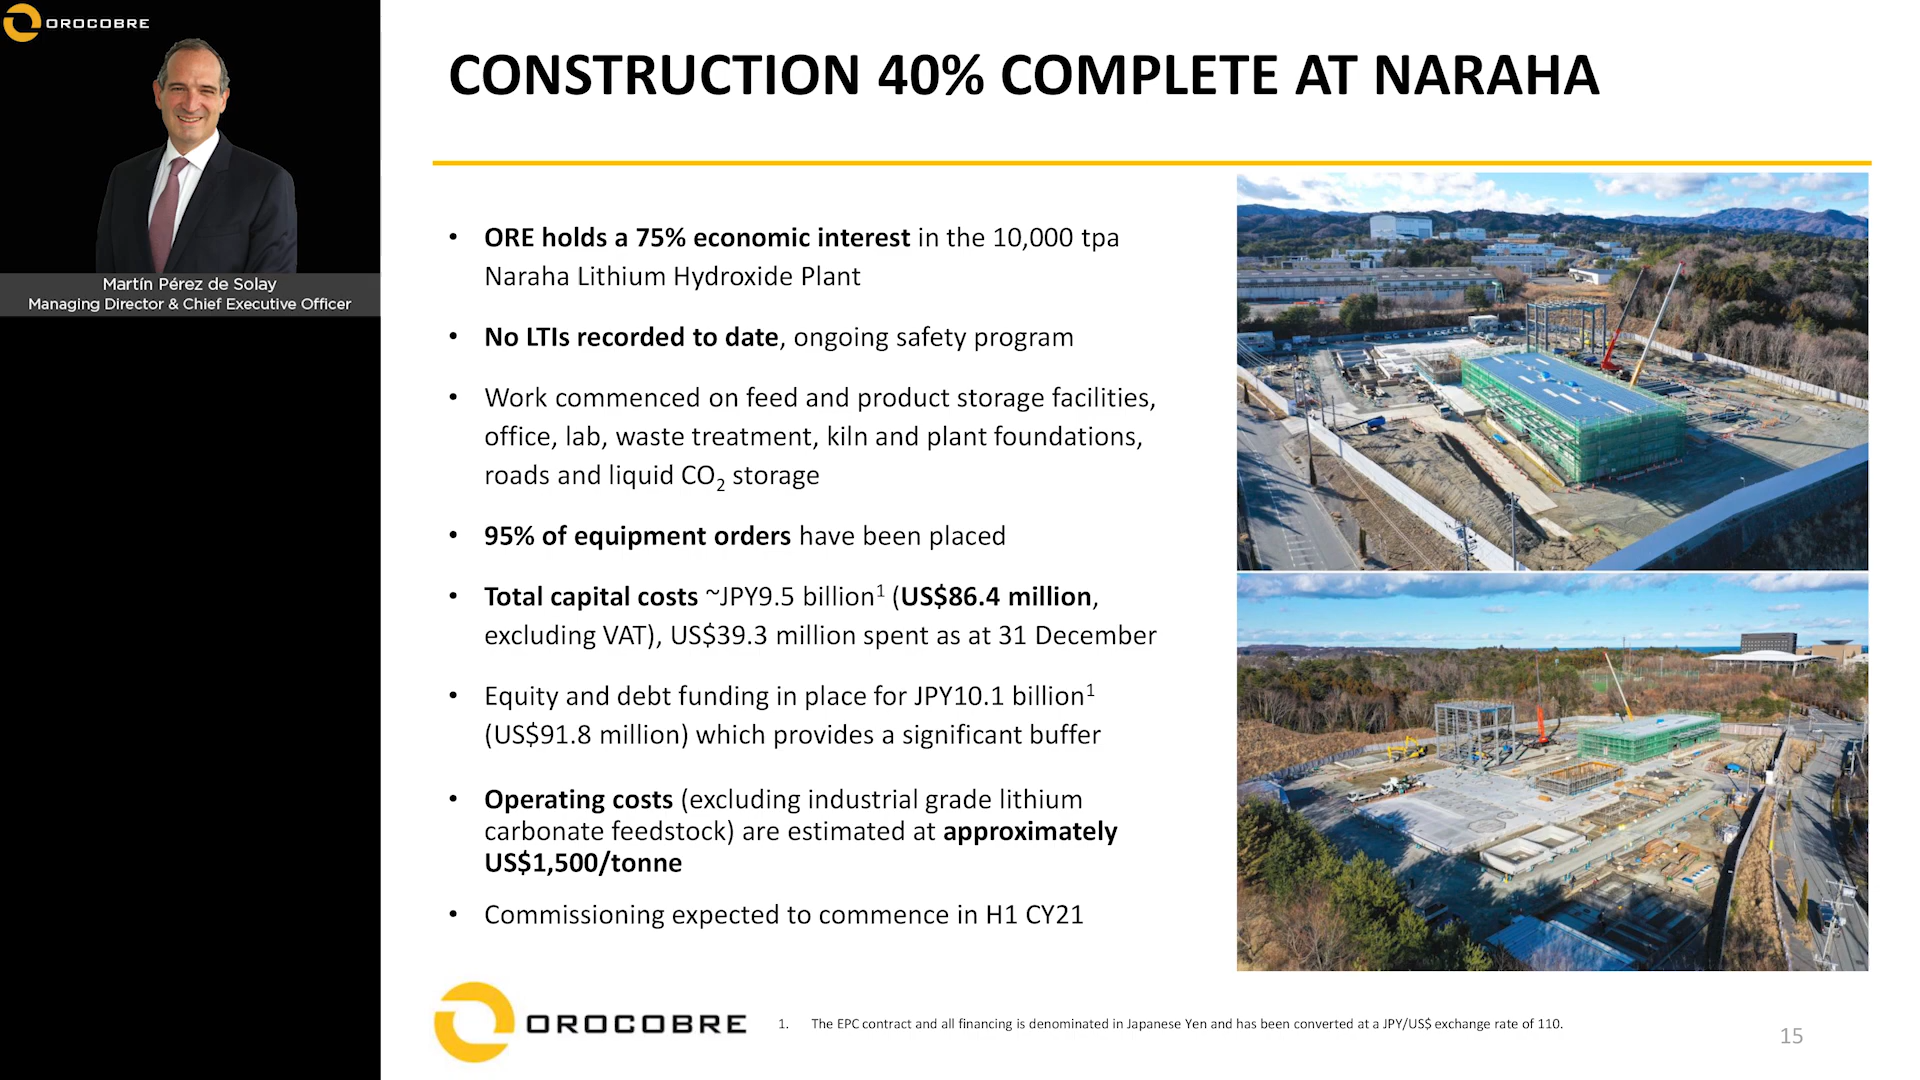 OROCOBRE
Martín Pérez de Solay
Managing Director & Chief Executive Officer
CONSTRUCTION 40% COMPLETE AT NARAHA
• ORE holds a 75% economic interest in the 10,000 tpa
Naraha Lithium Hydroxide Plant
• No LTIs recorded to date, ongoing safety program
• Work commenced on feed and product storage facilities,
office, lab, waste treatment, kiln and plant foundations,
roads and liquid CO₂ storage
• 95% of equipment orders have been placed
• Total capital costs ~JPY9.5 billion¹ (US$86.4 million,
excluding VAT), US$39.3 million spent as at 31 December
• Equity and debt funding in place for JPY10.1 billion¹
(US$91.8 million) which provides a significant buffer
• Operating costs (excluding industrial grade lithium
carbonate feedstock) are estimated at approximately
US$1,500/tonne
• Commissioning expected to commence in H1 CY21
OROCOBRE
1. The EPC contract and all financing is denominated in Japanese Yen and has been converted at a JPY/US$ exchange rate of 110.
15